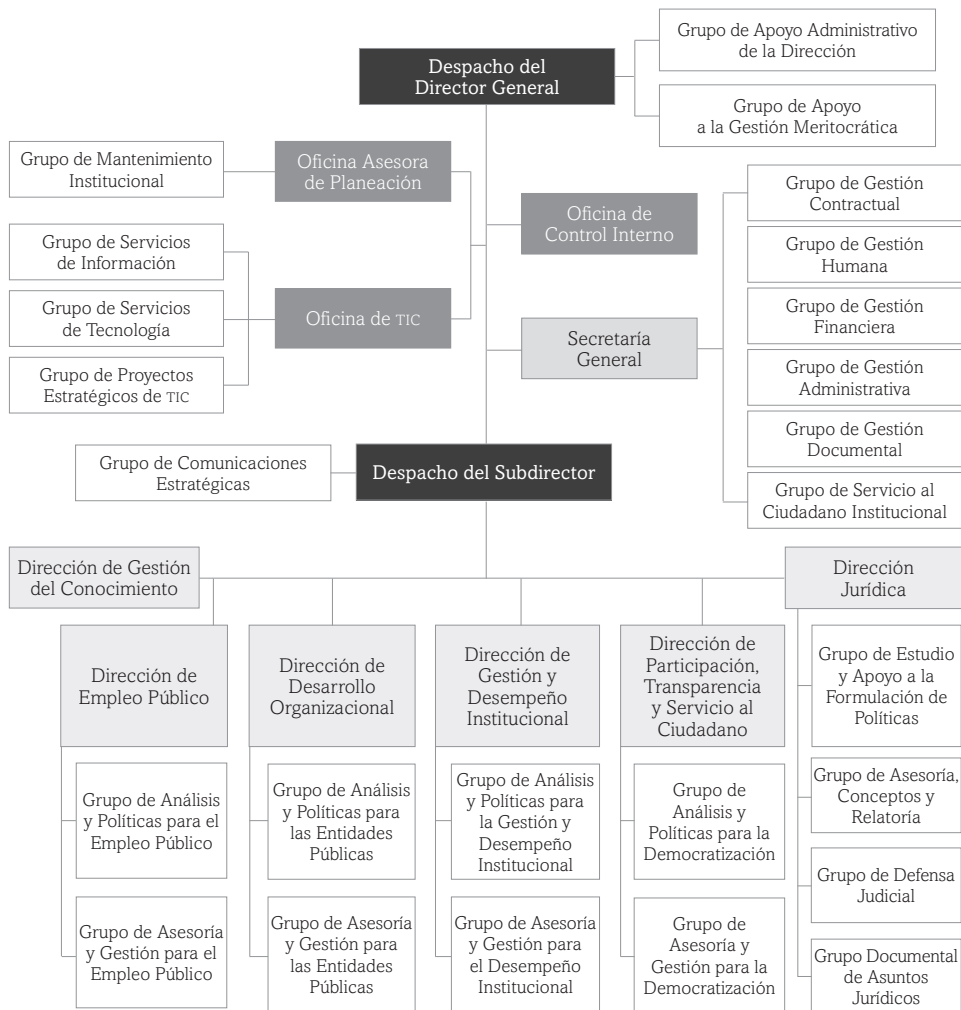 Despacho del
Director General
Grupo de Apoyo Administrativo
de la Dirección
Grupo de Apoyo
a la Gestión Meritocrática
Grupo de Mantenimiento
Institucional
Oficina Asesora
de Planeación
Oficina de
Control Interno
Grupo de Servicios
de Información
Grupo de Servicios
de Tecnología
Grupo de Proyectos
Estratégicos de TIC
Oficina de TIC
Secretaría
General
Grupo de Gestión
Contractual
Grupo de Gestión
Humana
Grupo de Gestión
Financiera
Grupo de Gestión
Administrativa
Grupo de Gestión
Documental
Grupo de Servicio al
Ciudadano Institucional
Grupo de Comunicaciones
Estratégicas
Despacho del Subdirector
Dirección de Gestión
del Conocimiento
Dirección
Jurídica
Dirección de
Empleo Público
Dirección de
Desarrollo
Organizacional
Dirección de
Gestión y
Desempeño
Institucional
Dirección de
Participación,
Transparencia
y Servicio al
Ciudadano
Grupo de Estudio
y Apoyo a la
Formulación de
Políticas
Grupo de Análisis
y Políticas para el
Empleo Público
Grupo de Análisis
y Políticas para
las Entidades
Públicas
Grupo de Análisis
y Políticas para
la Gestión y
Desempeño
Institucional
Grupo de
Análisis y
Políticas para la
Democratización
Grupo de Asesoría,
Conceptos y
Relatoría
Grupo de Defensa
Judicial
Grupo de Asesoría
y Gestión para el
Empleo Público
Grupo de Asesoría
y Gestión para
las Entidades
Públicas
Grupo de Asesoría
y Gestión para
el Desempeño
Institucional
Grupo de
Asesoría y
Gestión para la
Democratización
Grupo Documental
de Asuntos
Jurídicos